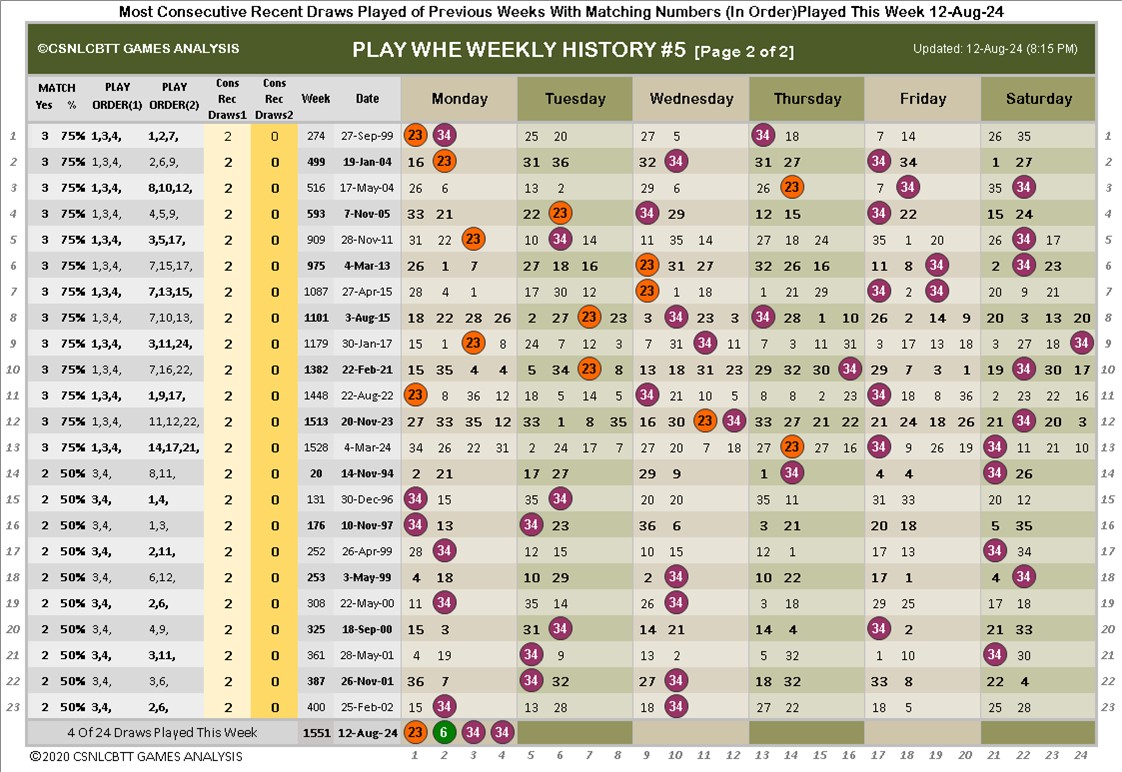 Most Consecutive Recent Draws Played of Previous Weeks With Matching Numbers (In Order)Played This Week 12-Aug-24
©CSNLCBTT GAMES ANALYSIS PLAY WHE WEEKLY HISTORY #5 [Page 2 of 2] Updated: 12-Aug-24 (8:15 PM)
MATCH Yes % PLAY ORDER(1) PLAY ORDER(2) Cons Rec Draws1 Cons Rec Draws2 Week Date Monday Tuesday Wednesday Thursday Friday Saturday
1 3 75% 1,3,4, 1,2,7, 2 0 274 27-Sep-99 23 34 25 20 27 5 34 18 7 14 26 35 1
2 3 75% 1,3,4, 2,6,9, 2 0 499 19-Jan-04 16 23 31 36 32 34 31 27 34 34 1 27 2
3 3 75% 1,3,4, 8,10,12, 2 0 516 17-May-04 26 6 13 2 29 6 26 23 7 34 35 34 3
4 3 75% 1,3,4, 4,5,9, 2 0 593 7-Nov-05 33 21 22 23 34 29 12 15 34 22 15 24 4
5 3 75% 1,3,4, 3,5,17, 2 0 909 28-Nov-11 31 22 23 10 34 14 11 35 14 27 18 24 35 1 20 26 34 17 5
6 3 75% 1,3,4, 7,15,17, 2 0 975 4-Mar-13 26 1 7 27 18 16 23 31 27 32 26 16 11 8 34 2 34 23 6
7 3 75% 1,3,4, 7,13,15, 2 0 1087 27-Apr-15 28 4 1 17 30 12 23 1 18 1 21 29 34 2 34 20 9 21 7
8 3 75% 1,3,4, 7,10,13, 2 0 1101 3-Aug-15 18 22 28 26 2 27 23 23 3 34 23 3 34 28 1 10 26 2 14 9 20 3 13 20 8
9 3 75% 1,3,4, 3,11,24, 2 0 1179 30-Jan-17 15 1 23 8 24 7 12 3 7 31 34 11 7 3 11 31 3 17 13 18 3 27 18 34 9
10 3 75% 1,3,4, 7,16,22, 2 0 1382 22-Feb-21 15 35 4 4 5 34 23 8 13 18 31 23 29 32 30 34 29 7 3 1 19 34 30 17 10
11 3 75% 1,3,4, 1,9,17, 2 0 1448 22-Aug-22 23 8 36 12 18 5 14 5 34 21 10 5 8 8 2 23 34 18 8 36 2 23 22 16 11
12 3 75% 1,3,4, 11,12,22, 2 0 1513 20-Nov-23 27 33 35 12 33 1 8 35 16 30 23 34 33 27 21 22 21 24 18 26 21 34 20 3 12
13 3 75% 1,3,4, 14,17,21, 2 0 1528 4-Mar-24 34 26 22 31 2 24 17 7 27 20 7 18 14 23 27 16 34 9 26 19 34 11 21 10 13
14 2 50% 3,4, 8,11, 2 0 20 14-Nov-94 2 21 17 27 29 9 1 34 4 4 34 26 14
15 2 50% 3,4, 1,4, 2 0 131 30-Dec-96 34 15 35 34 20 20 35 11 31 33 20 12 15
16 2 50% 3,4, 1,3, 2 0 176 10-Nov-97 34 13 34 23 36 6 3 21 20 18 5 35 16
17 2 50% 3,4, 2,11, 2 0 252 26-Apr-99 28 34 12 15 10 15 12 1 17 13 34 34 17
18 2 50% 3,4, 6,12, 2 0 253 3-May-99 4 18 10 29 2 34 10 22 17 1 4 34 18
19 2 50% 3,4, 2,6, 2 0 308 22-May-00 11 34 35 14 26 34 3 18 29 25 17 18 19
20 2 50% 3,4, 4,9, 2 0 325 18-Sep-00 15 3 31 34 14 21 14 4 34 2 21 33 20
21 2 50% 3,4, 3,11, 2 0 361 28-May-01 4 19 34 9 13 2 5 32 1 10 34 30 21
22 2 50% 3,4, 3,6, 2 0 387 26-Nov-01 36 7 34 32 27 34 18 32 33 8 22 4 22
23 2 50% 3,4, 2,6, 2 0 400 25-Feb-02 15 34 13 28 18 34 27 22 18 5 25 28 23
4 Of 24 Draws Played This Week 1551 12-Aug-24 23 6 34 34
©2020 CSNLCBTT GAMES ANALYSIS 1 2 3 4 5 6 7 8 9 10 11 12 13 14 15 16 17 18 19 20 21 22 23 24